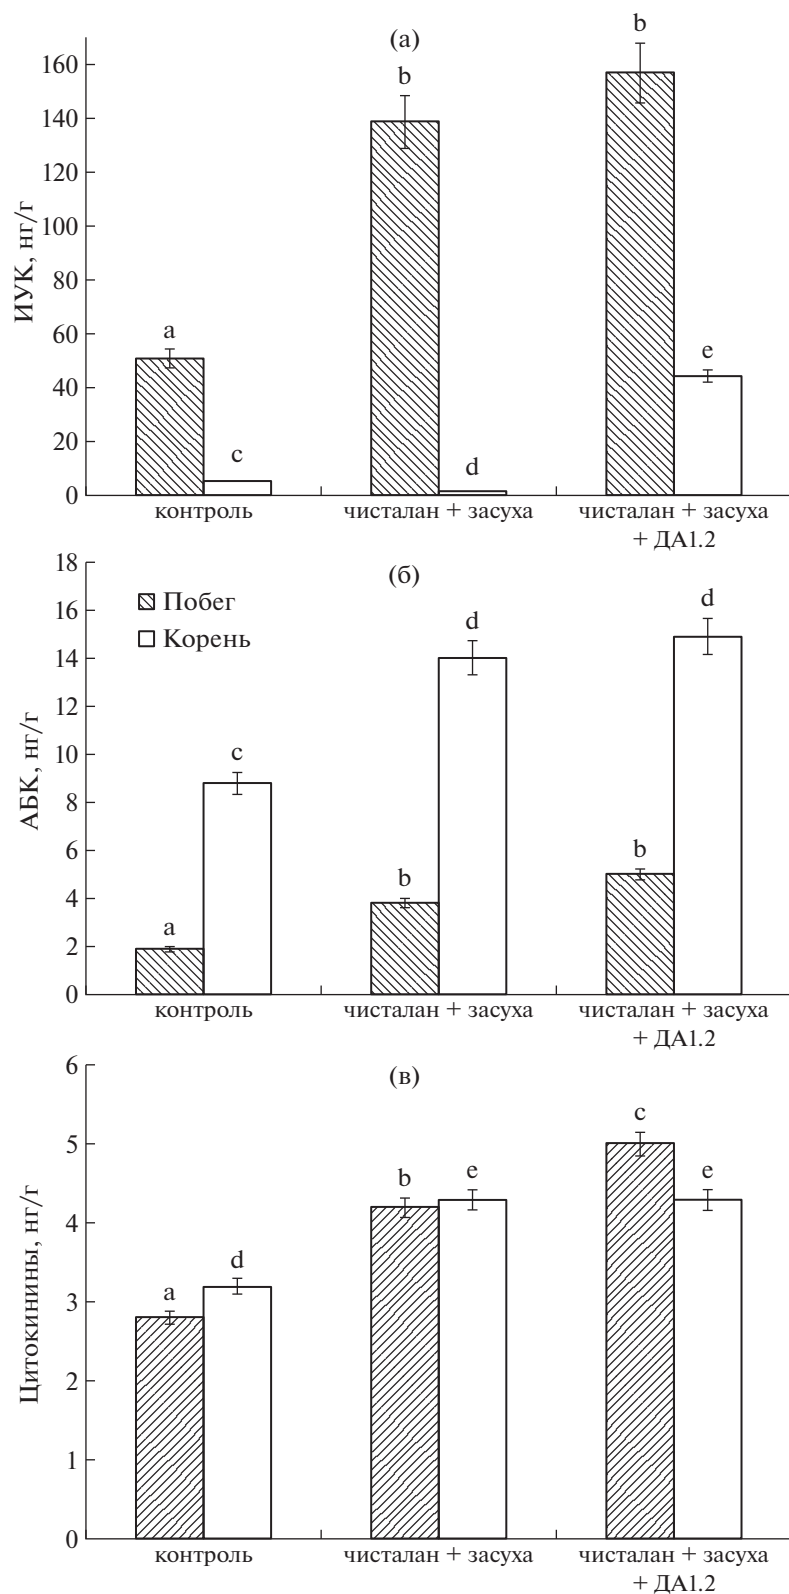 (а)
ИУК, нг/г
160
140
120
100
80
60
40
20
0
a
c
b
d
b
e
контроль
чисталан + засуха
чисталан + засуха
+ ДА1.2
(б)
АБК, нг/г
18
16
14
12
10
8
6
4
2
0
Побег
Корень
a
c
b
d
b
d
контроль
чисталан + засуха
чисталан + засуха
+ ДА1.2
(в)
Цитокинины, нг/г
6
5
4
3
2
1
0
a
d
b
e
c
e
контроль
чисталан + засуха
чисталан + засуха
+ ДА1.2